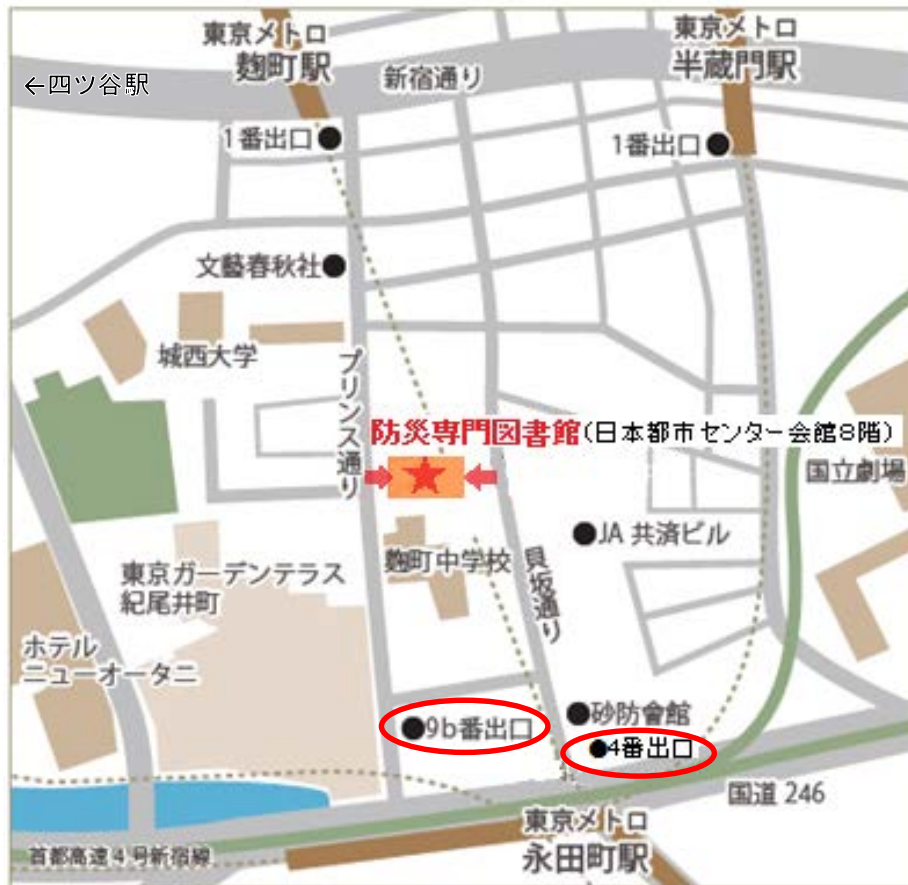 東京メトロ
麹町駅
東京メトロ
半蔵門駅
新宿通り
←四ツ谷駅
1番出口
1番出口
文藝春秋社
城西大学
プリンス通り
防災専門図書館(日本都市センター会館8階)
国立劇場
JA 共済ビル
麹町中学校
貝坂通り
東京ガーデンテラス
紀尾井町
ホテル
ニューオータニ
9b番出口
砂防會館
4番出口
国道 246
東京メトロ
永田町駅
首都高速4号新宿線